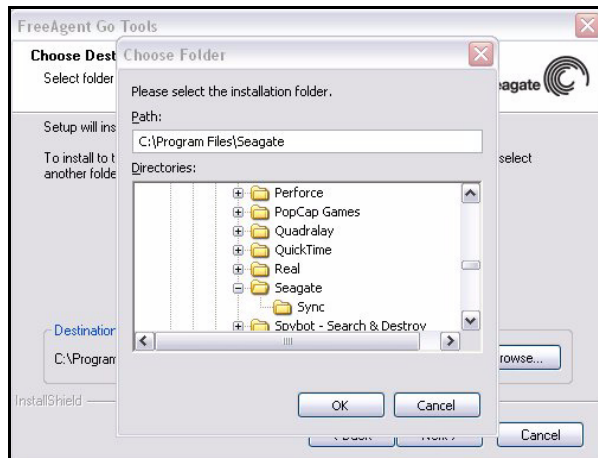 FreeAgent Go Tools
Choose Dest
Choose Folder
Select folder
eagate
Please select the installation folder.
Setup will ins
Path:
C:\Program Files\Seagate
To install to t
select
another folde
Directories:
Perforce
PopCap Games
Quadralay
QuickTime
Real
Seagate
Sync
Spybot - Search & Destroy
Destination
C:\Program
rowse...
InstallShield
OK
Cancel
Cancel